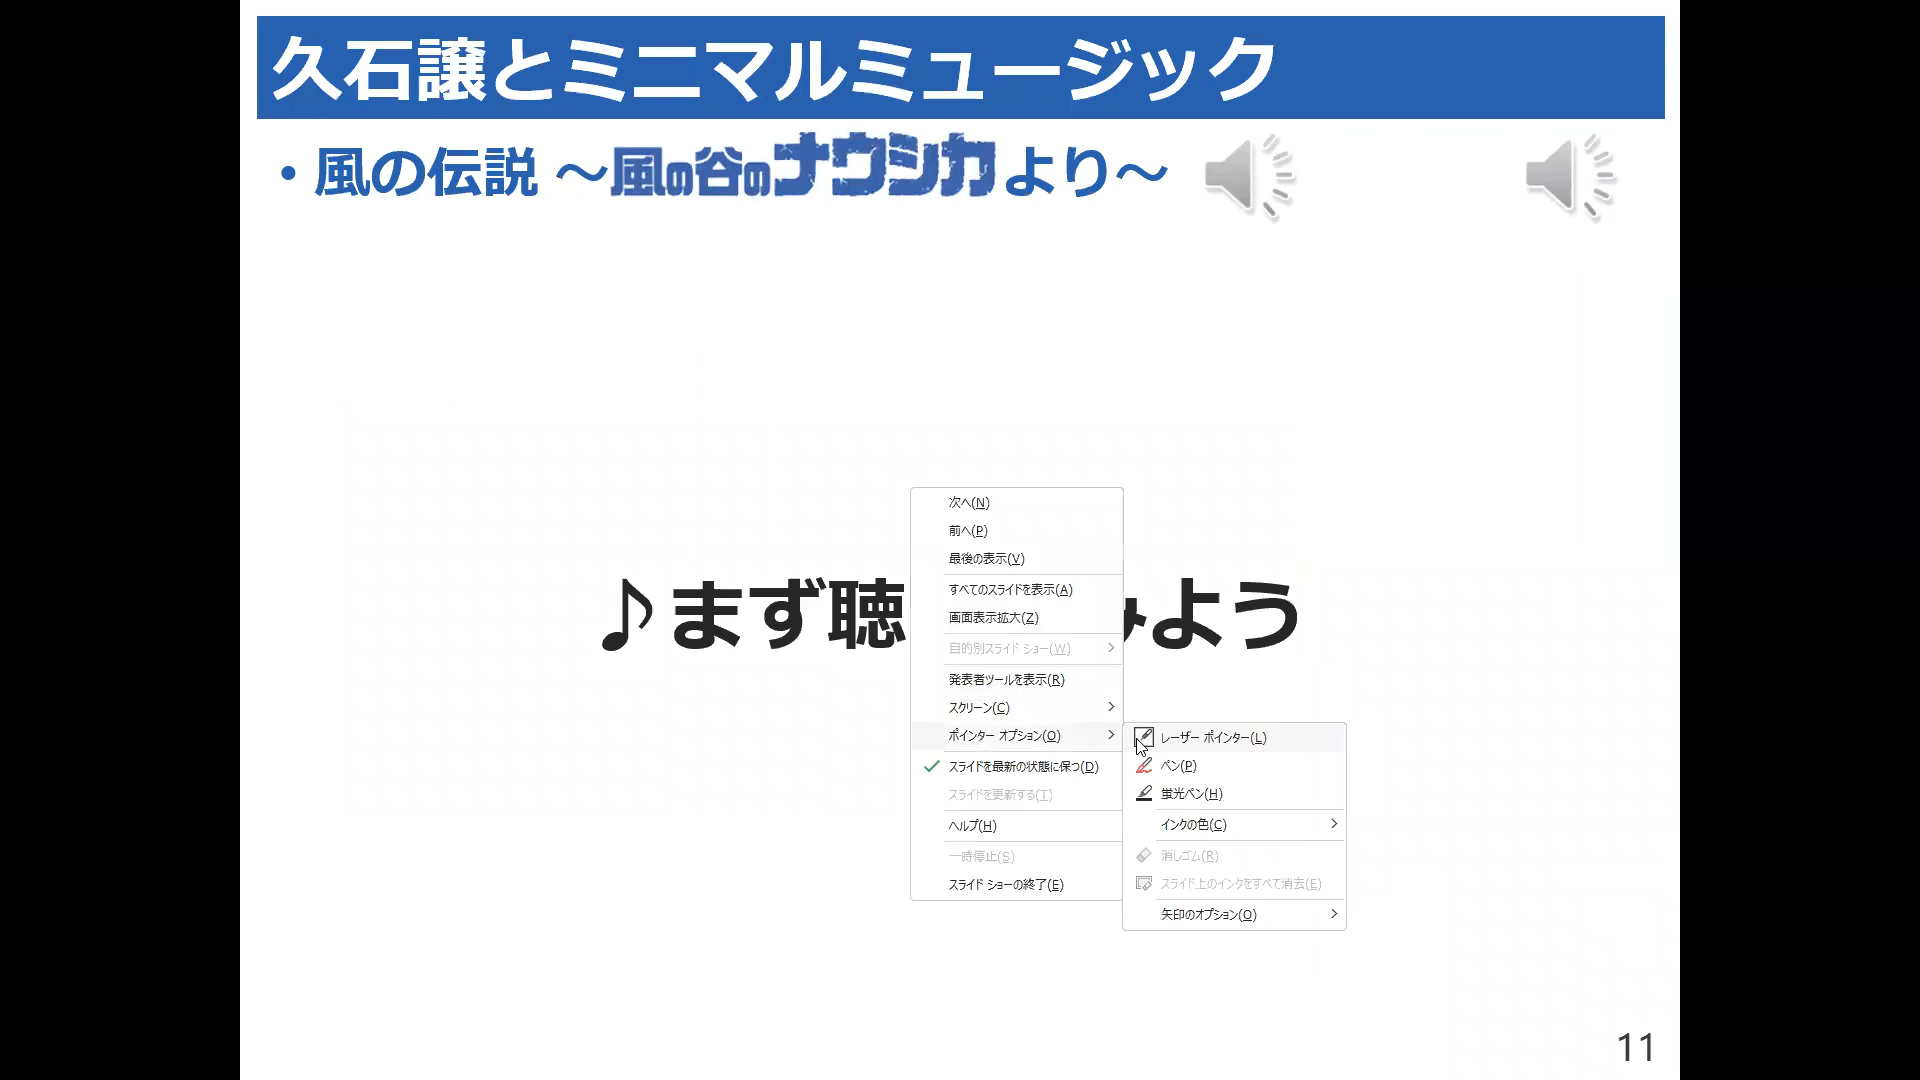 久石譲とミニマルミュージック
・風の伝説 ～風の谷のナウシカより～
次へ(N)
前へ(P)
最後の表示(V)
すべてのスライドを表示(A)
画面表示拡大(Z)
目的別スライド ショー(W)
♪まず聴 みよう
発表者ツールを表示(R)
スクリーン(C)
ポインター オプション(O)
スライドを最新の状態に保つ(D)
スライドを更新する(T)
ヘルプ(H)
一時停止(S)
スライド ショーの終了(E)
レーザー ポインター(L)
ペン(P)
蛍光ペン(H)
インクの色(C)
消しゴム(R)
スライド上のインクをすべて消去(E)
矢印のオプション(O)
11